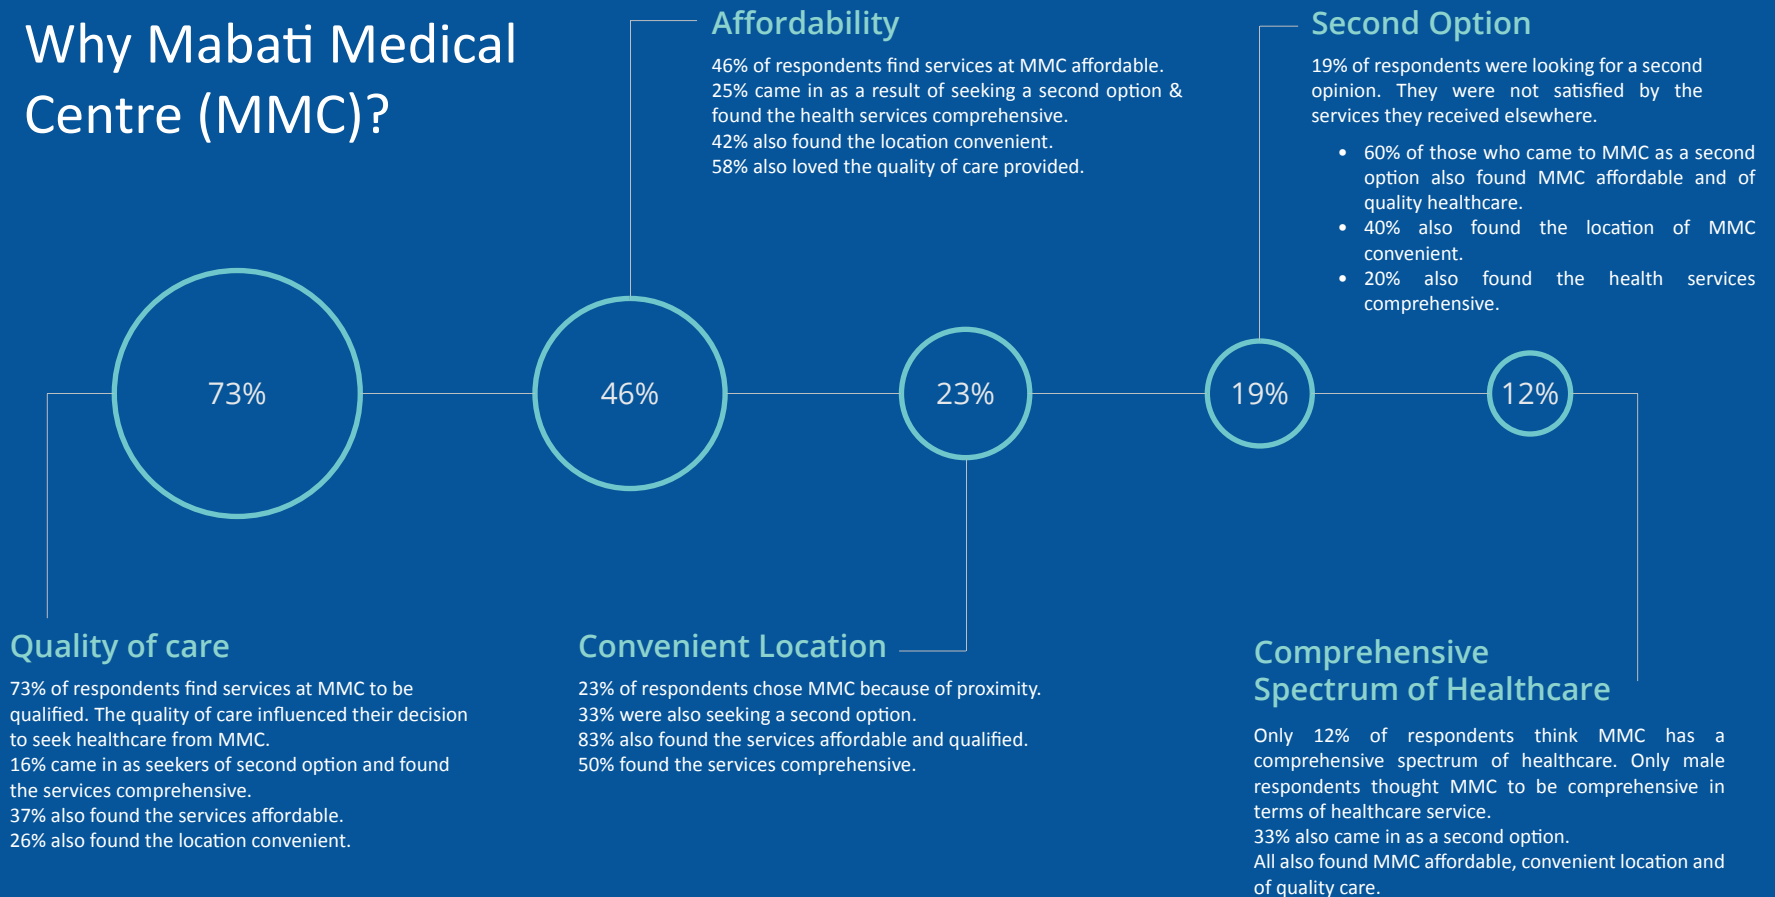 Why Mabati Medical
Centre (MMC)?
Affordability
46% of respondents find services at MMC affordable.
25% came in as a result of seeking a second option &
found the health services comprehensive.
42% also found the location convenient.
58% also loved the quality of care provided.
Second Option
19% of respondents were looking for a second
opinion. They were not satisfied by the
services they received elsewhere.
• 60% of those who came to MMC as a second
option also found MMC affordable and of
quality healthcare.
• 40% also found the location of MMC
convenient.
• 20% also found the health services
comprehensive.
73%
46%
23%
19%
12%
Quality of care
73% of respondents find services at MMC to be
qualified. The quality of care influenced their decision
to seek healthcare from MMC.
16% came in as seekers of second option and found
the services comprehensive.
37% also found the services affordable.
26% also found the location convenient.
Convenient Location
23% of respondents chose MMC because of proximity.
33% were also seeking a second option.
83% also found the services affordable and qualified.
50% found the services comprehensive.
Comprehensive
Spectrum of Healthcare
Only 12% of respondents think MMC has a
comprehensive spectrum of healthcare. Only male
respondents thought MMC to be comprehensive in
terms of healthcare service.
33% also came in as a second option.
All also found MMC affordable, convenient location and
of quality care.